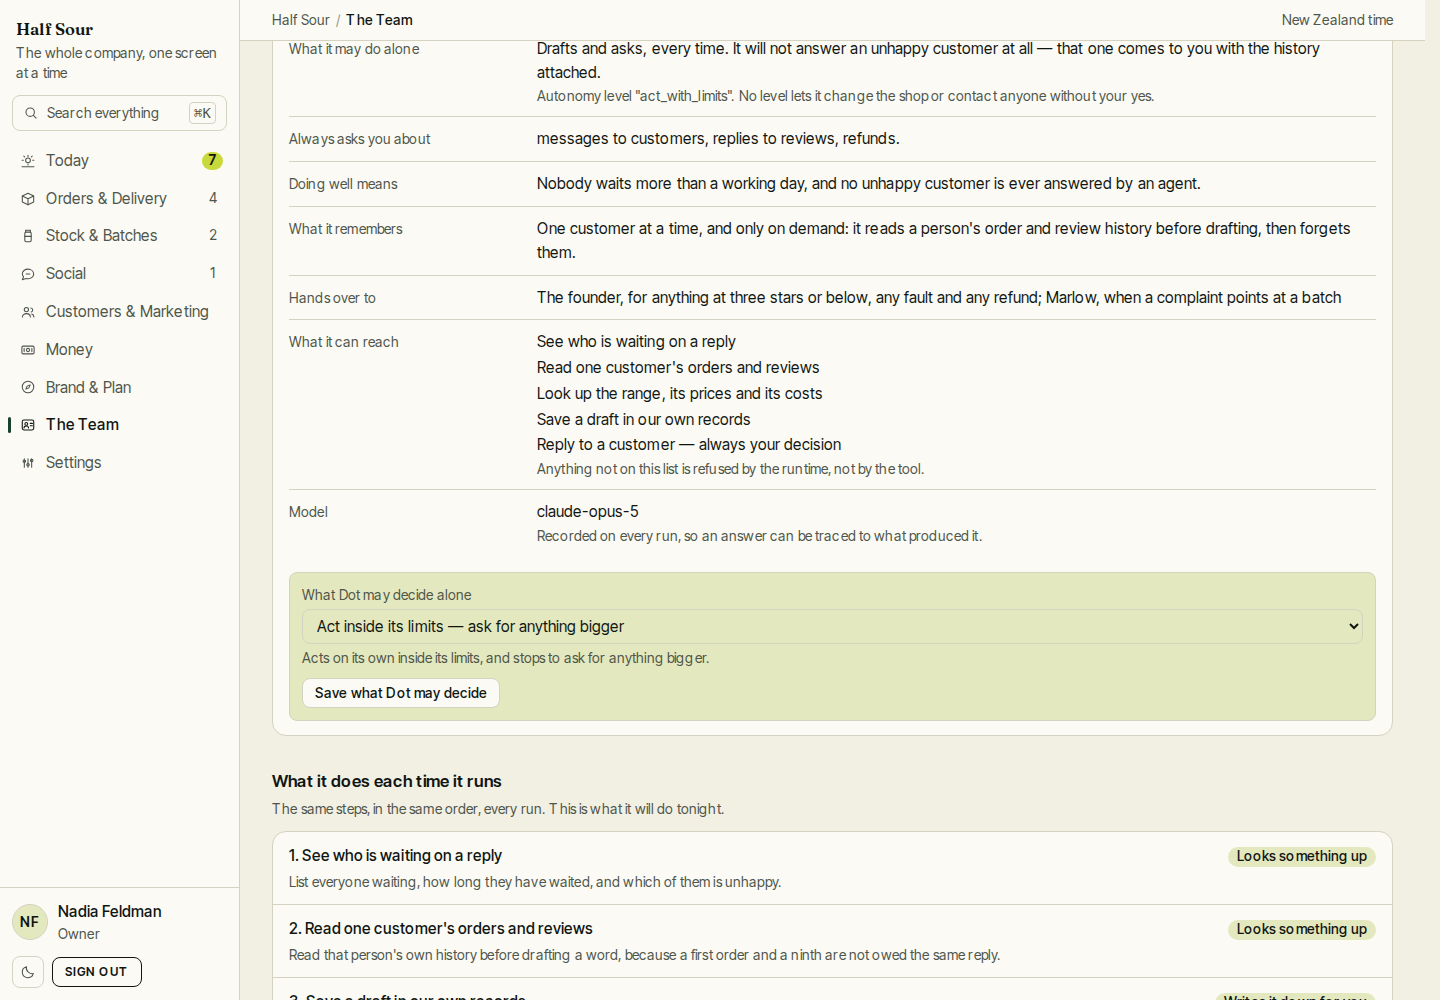 Half Sour
The whole company, one screen
at a time
Search everything
⌘K
Today
7
Orders & Delivery
4
Stock & Batches
2
Social
1
Customers & Marketing
Money
Brand & Plan
The Team
Settings
NF
Nadia Feldman
Owner
SIGN OUT
Half Sour / The Team
New Zealand time
What it may do alone
Drafts and asks, every time. It will not answer an unhappy customer at all — that one comes to you with the history
attached.
Autonomy level "act_with_limits". No level lets it change the shop or contact anyone without your yes.
Always asks you about
messages to customers, replies to reviews, refunds.
Doing well means
Nobody waits more than a working day, and no unhappy customer is ever answered by an agent.
What it remembers
One customer at a time, and only on demand: it reads a person's order and review history before drafting, then forgets
them.
Hands over to
The founder, for anything at three stars or below, any fault and any refund; Marlow, when a complaint points at a batch
What it can reach
See who is waiting on a reply
Read one customer's orders and reviews
Look up the range, its prices and its costs
Save a draft in our own records
Reply to a customer — always your decision
Anything not on this list is refused by the runtime, not by the tool.
Model
claude-opus-5
Recorded on every run, so an answer can be traced to what produced it.
What Dot may decide alone
Act inside its limits — ask for anything bigger
Acts on its own inside its limits, and stops to ask for anything bigger.
Save what Dot may decide
What it does each time it runs
The same steps, in the same order, every run. This is what it will do tonight.
1. See who is waiting on a reply
Looks something up
List everyone waiting, how long they have waited, and which of them is unhappy.
2. Read one customer's orders and reviews
Looks something up
Read that person's own history before drafting a word, because a first order and a ninth are not owed the same reply.
3. Save a draft in our own records
Writes it down for you